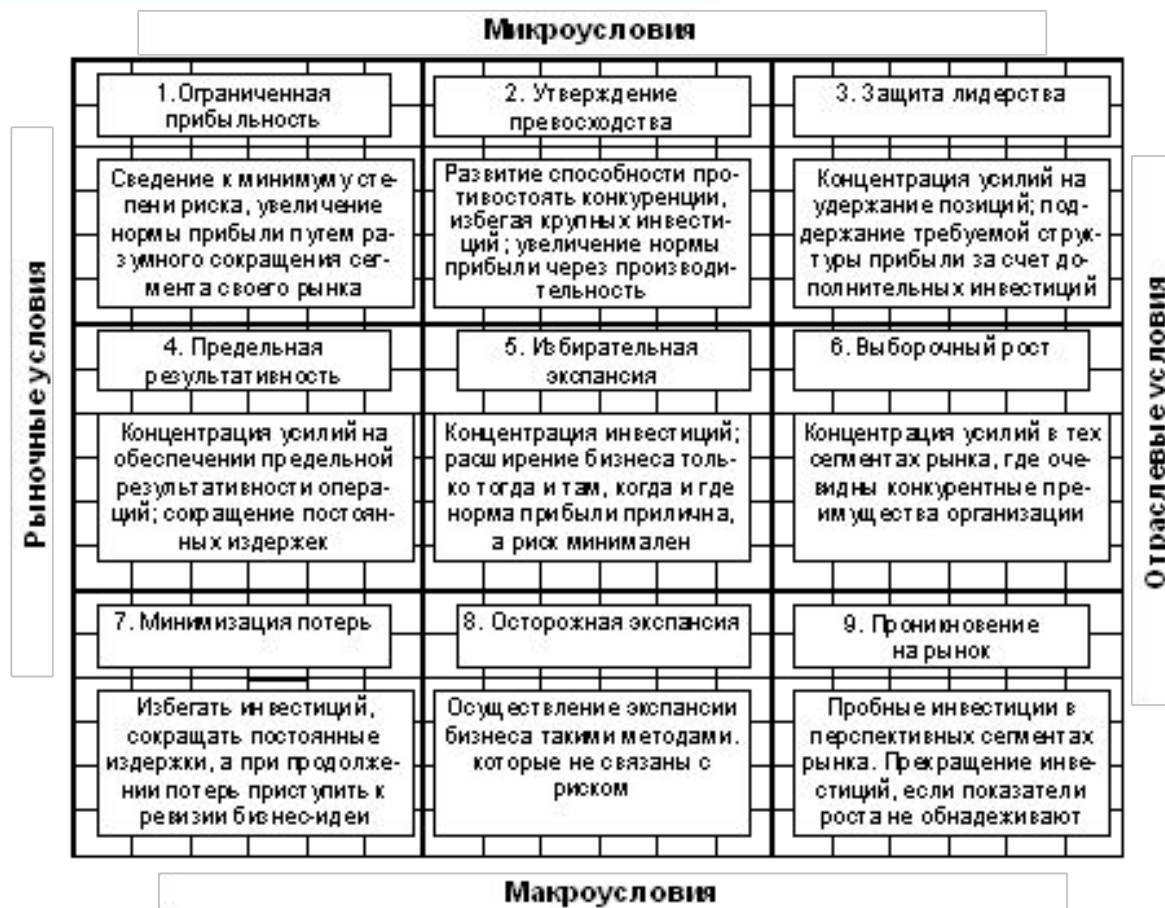 Микроусловия
Рыночные условия
1.Ограниченная
прибыльность
2. Утверждение
превосходства
3. Защита лидерства
Сведение к минимуму сте-
пени риска, увеличение
нормы прибыли путем ра-
зумного сокращения сег-
мента своего рынка
Развитие способности про-
тивостоять конкуренции,
избегая крупных инвести-
ций; увеличение нормы
прибыли через производи-
тельность
Концентрация усилий на
удержание позиций; под-
держание требуемой струк-
туры прибыли за счет до-
полнительных инвестиций
4. Предельная
результативность
5. Избирательная
экспансия
6. Выборочный рост
Концентрация усилий на
обеспечении предельной
результативности опера-
ций; сокращение постоян-
ных издержек
Концентрация инвестиций;
расширение бизнеса толь-
ко тогда и там, когда и где
норма прибыли прилична,
а риск минимален
Концентрация усилий в тех
сегментах рынка, где оче-
видны конкурентные пре-
имущества организации
7. Минимизация потерь
8. Осторожная экспансия
9. Проникновение
на рынок
Избегать инвестиций,
сокращать постоянные
издержки, а при продолже-
нии потерь приступить к
ревизии бизнес-идеи
Осуществление экспансии
бизнеса такими методами.
которые не связаны с
риском
Пробные инвестиции в
перспективных сегментах
рынка. Прекращение инве-
стиций, если показатели
роста не обнадеживают
Отраслевые условия
Макроусловия